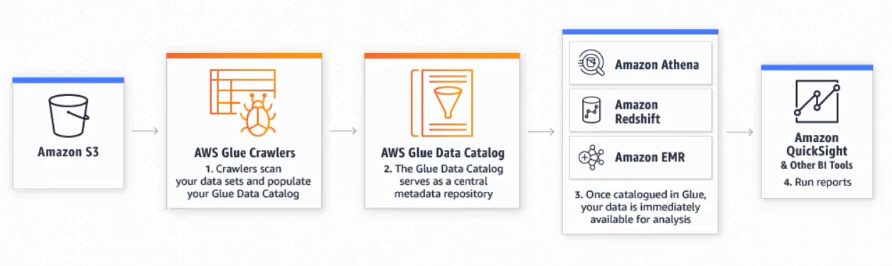 Amazon S3
AWS Glue Crawlers
1. Crawlers scan
your data sets and populate
your Glue Data Catalog
AWS Glue Data Catalog
2. The Glue Data Catalog
serves as a central
metadata repository
Amazon Athena
Amazon
Redshift
Amazon EMR
3. Once catalogued in Glue,
your data is immediately
available for analysis
Amazon
QuickSight
& Other BI Tools
4. Run reports